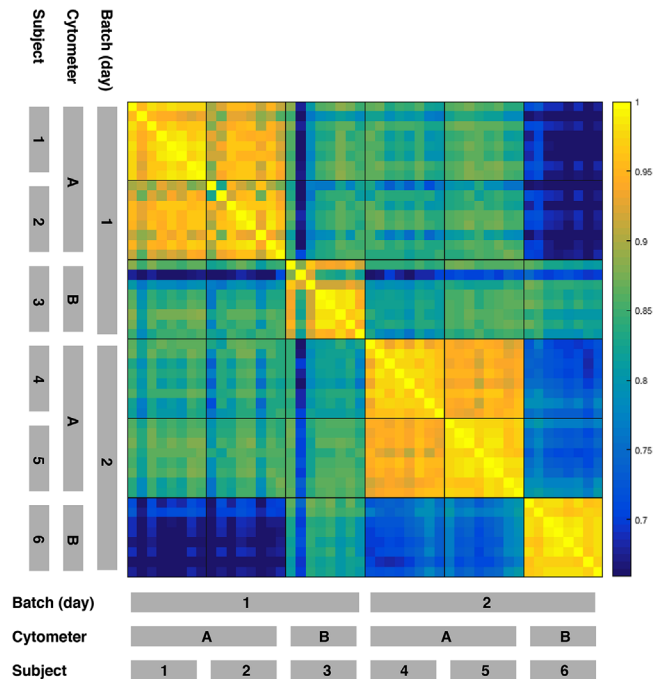 Subject
Cytometer
Batch (day)
1
2
3
4
5
6
A
B
A
B
1
2
1
0.95
0.9
0.85
0.8
0.75
0.7
Batch (day) 1 2
Cytometer A B A B
Subject 1 2 3 4 5 6